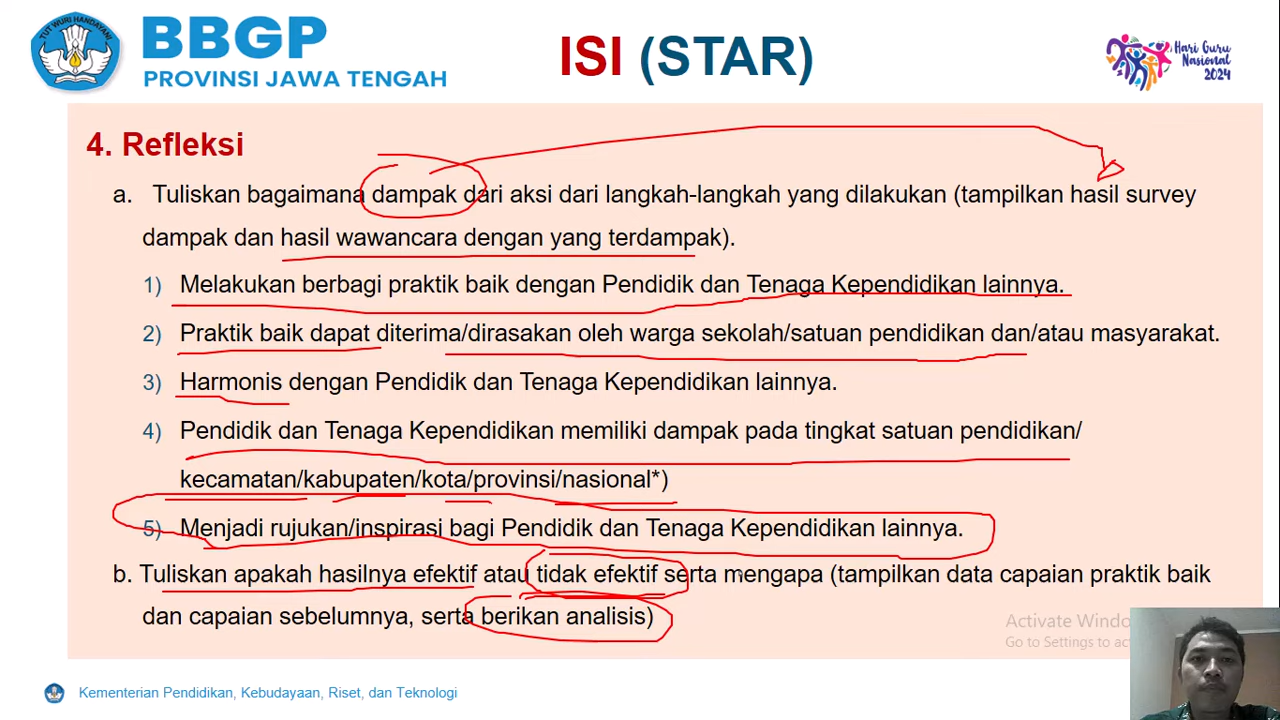 TUT WURI HANDAYANI
BBGP
PROVINSI JAWA TENGAH
ISI (STAR)
Hari Guru
Nasional
2024
4. Refleksi
a. Tuliskan bagaimana dampak dari aksi dari langkah-langkah yang dilakukan (tampilkan hasil survey
dampak dan hasil wawancara dengan yang terdampak).
1) Melakukan berbagi praktik baik dengan Pendidik dan Tenaga Kependidikan lainnya.
2) Praktik baik dapat diterima/dirasakan oleh warga sekolah/satuan pendidikan dan/atau masyarakat.
3) Harmonis dengan Pendidik dan Tenaga Kependidikan lainnya.
4) Pendidik dan Tenaga Kependidikan memiliki dampak pada tingkat satuan pendidikan/
kecamatan/kabupaten/kota/provinsi/nasional*)
5) Menjadi rujukan/inspirasi bagi Pendidik dan Tenaga Kependidikan lainnya.
b. Tuliskan apakah hasilnya efektif atau tidak efektif serta mengapa (tampilkan data capaian praktik baik
dan capaian sebelumnya, serta berikan analisis)
Activate Windo
Go to Settings to act
Kementerian Pendidikan, Kebudayaan, Riset, dan Teknologi